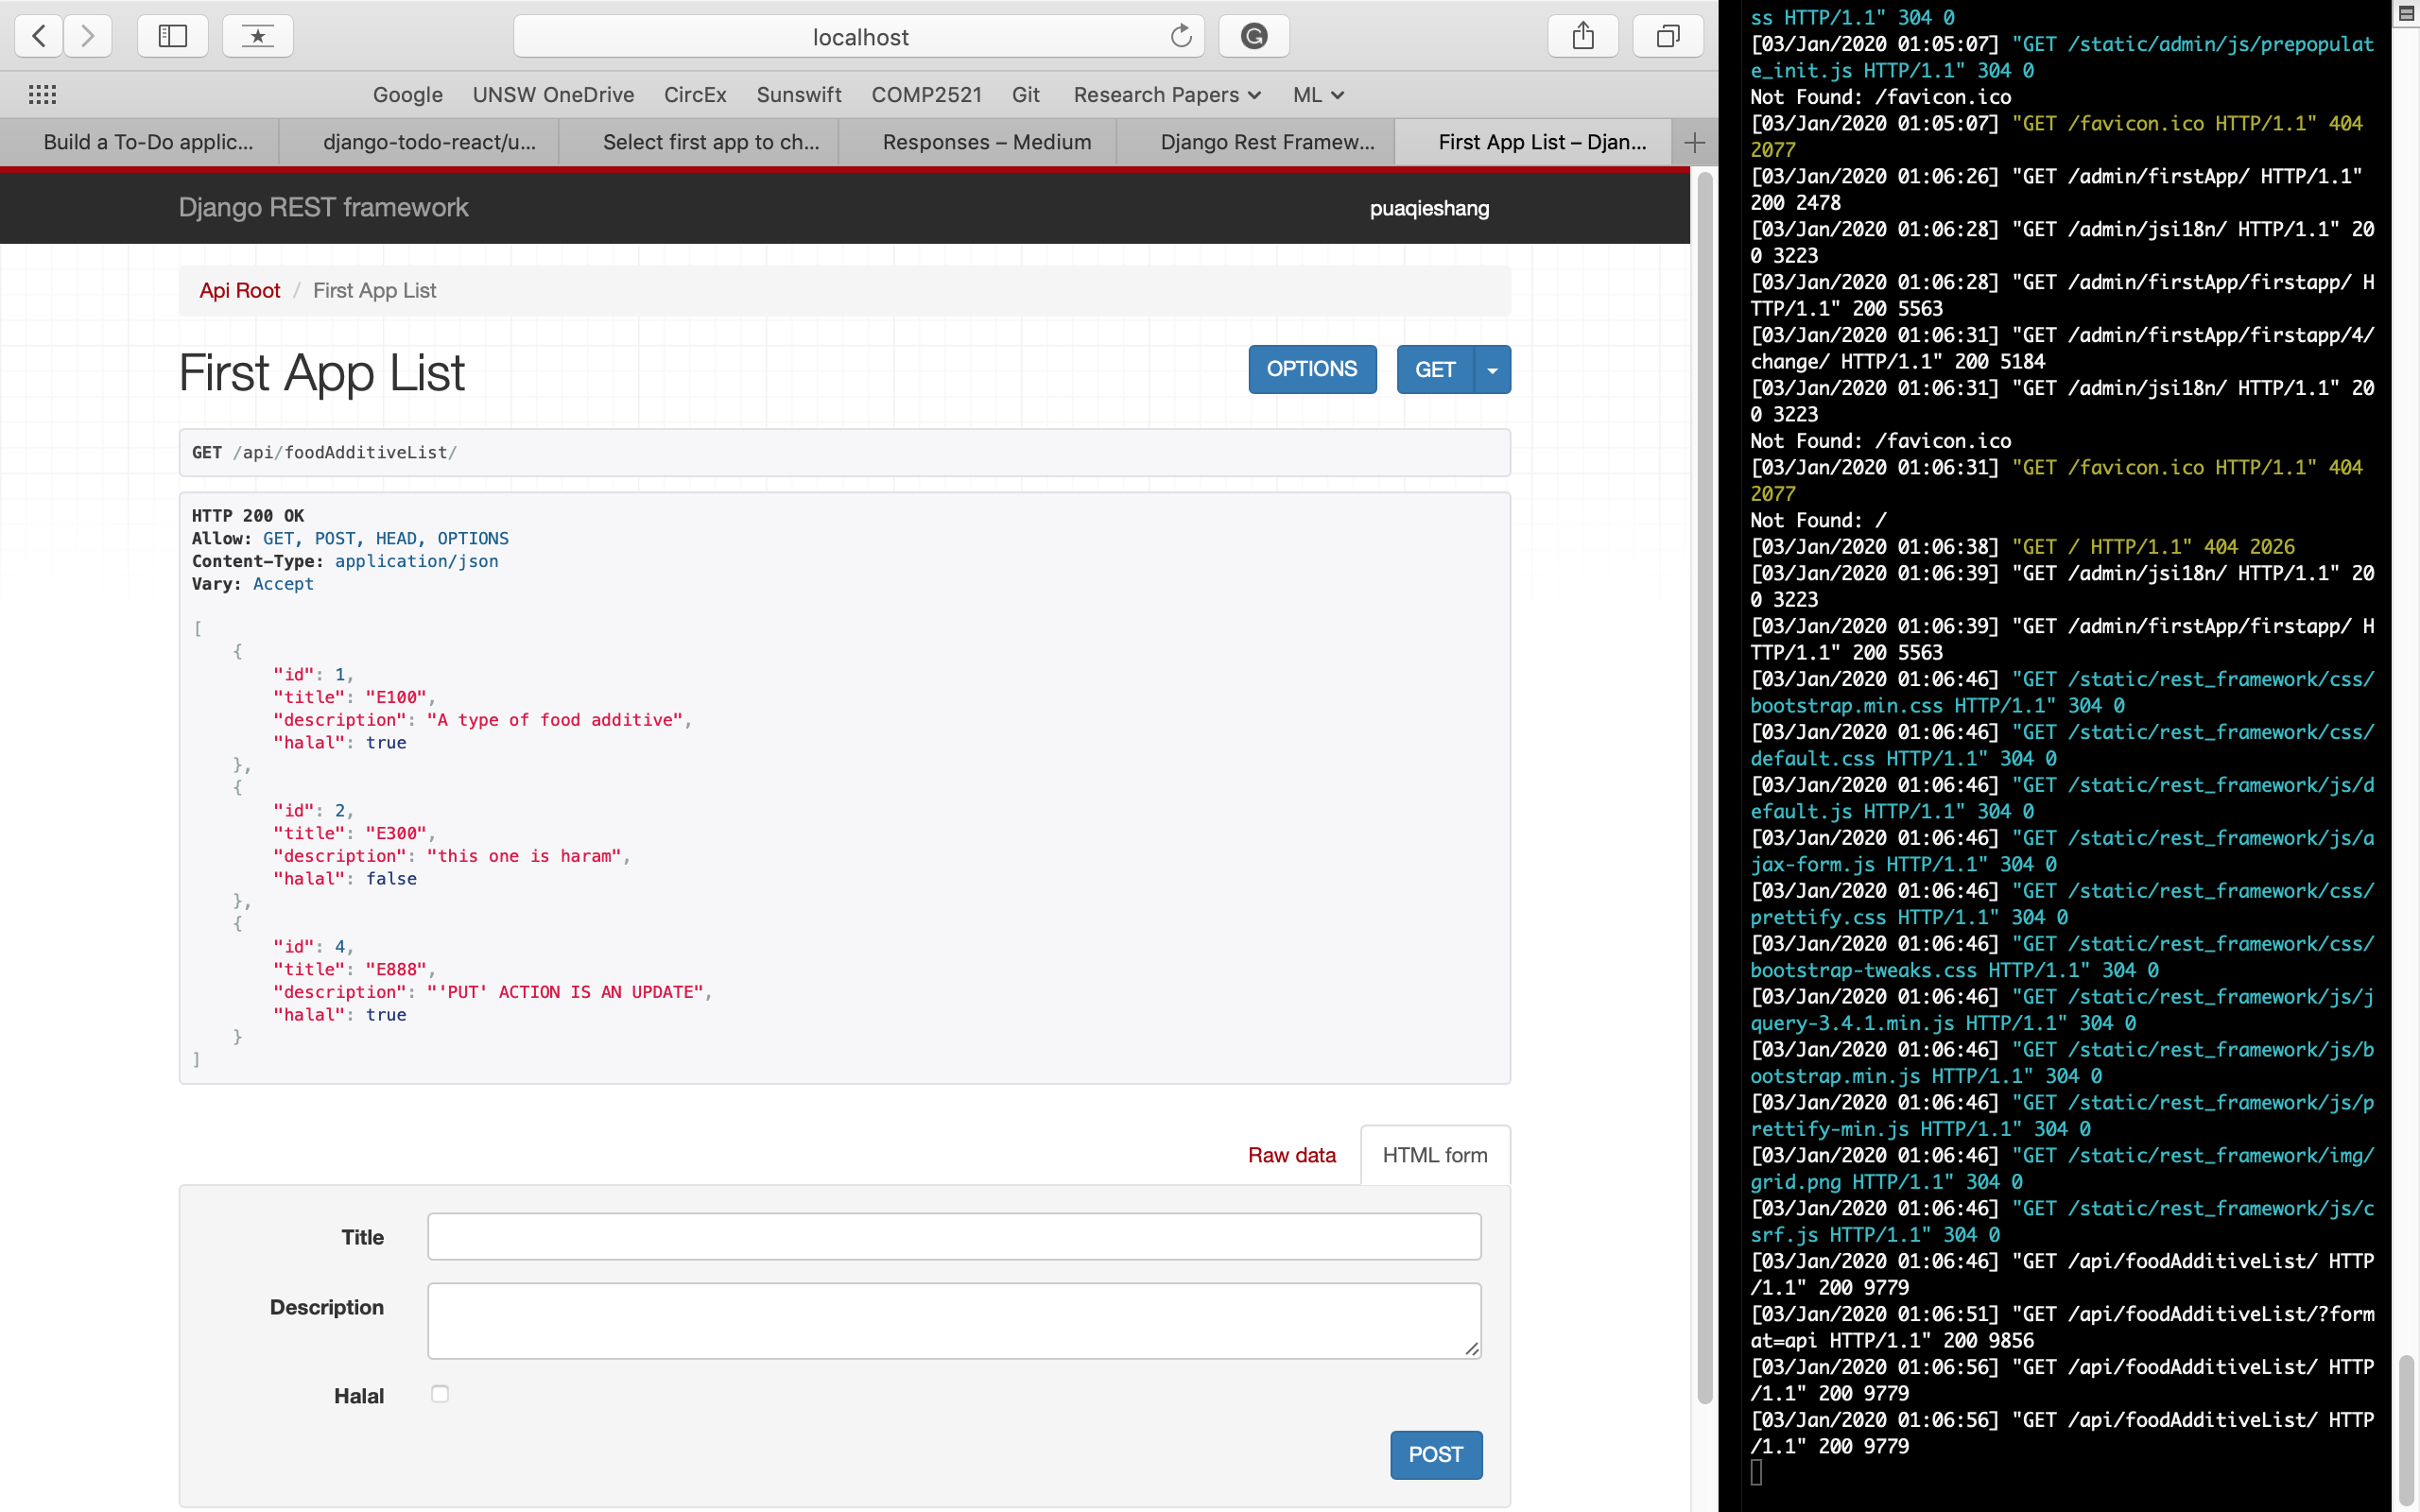 localhost
Google UNSW OneDrive CircEx Sunswift COMP2521 Git Research Papers ML
Build a To-Do applic... django-todo-react/u... Select first app to ch... Responses – Medium Django Rest Framew... First App List – Djan...
Django REST framework puaqieshang
Api Root / First App List
First App List OPTIONS GET
GET /api/foodAdditiveList/
HTTP 200 OK
Allow: GET, POST, HEAD, OPTIONS
Content-Type: application/json
Vary: Accept
[
{
"id": 1,
"title": "E100",
"description": "A type of food additive",
"halal": true
},
{
"id": 2,
"title": "E300",
"description": "this one is haram",
"halal": false
},
{
"id": 4,
"title": "E888",
"description": "'PUT' ACTION IS AN UPDATE",
"halal": true
}
]
Raw data HTML form
Title
Description
Halal
POST
ss HTTP/1.1" 304 0
[03/Jan/2020 01:05:07] "GET /static/admin/js/prepopulat
e_init.js HTTP/1.1" 304 0
Not Found: /favicon.ico
[03/Jan/2020 01:05:07] "GET /favicon.ico HTTP/1.1" 404
2077
[03/Jan/2020 01:06:26] "GET /admin/firstApp/ HTTP/1.1"
200 2478
[03/Jan/2020 01:06:28] "GET /admin/jsi18n/ HTTP/1.1" 20
0 3223
[03/Jan/2020 01:06:28] "GET /admin/firstApp/firstapp/ H
TTP/1.1" 200 5563
[03/Jan/2020 01:06:31] "GET /admin/firstApp/firstapp/4/
change/ HTTP/1.1" 200 5184
[03/Jan/2020 01:06:31] "GET /admin/jsi18n/ HTTP/1.1" 20
0 3223
Not Found: /favicon.ico
[03/Jan/2020 01:06:31] "GET /favicon.ico HTTP/1.1" 404
2077
Not Found: /
[03/Jan/2020 01:06:38] "GET / HTTP/1.1" 404 2026
[03/Jan/2020 01:06:39] "GET /admin/jsi18n/ HTTP/1.1" 20
0 3223
[03/Jan/2020 01:06:39] "GET /admin/firstApp/firstapp/ H
TTP/1.1" 200 5563
[03/Jan/2020 01:06:46] "GET /static/rest_framework/css/
bootstrap.min.css HTTP/1.1" 304 0
[03/Jan/2020 01:06:46] "GET /static/rest_framework/css/
default.css HTTP/1.1" 304 0
[03/Jan/2020 01:06:46] "GET /static/rest_framework/js/d
efault.js HTTP/1.1" 304 0
[03/Jan/2020 01:06:46] "GET /static/rest_framework/js/a
jax-form.js HTTP/1.1" 304 0
[03/Jan/2020 01:06:46] "GET /static/rest_framework/css/
prettify.css HTTP/1.1" 304 0
[03/Jan/2020 01:06:46] "GET /static/rest_framework/css/
bootstrap-tweaks.css HTTP/1.1" 304 0
[03/Jan/2020 01:06:46] "GET /static/rest_framework/js/j
query-3.4.1.min.js HTTP/1.1" 304 0
[03/Jan/2020 01:06:46] "GET /static/rest_framework/js/b
ootstrap.min.js HTTP/1.1" 304 0
[03/Jan/2020 01:06:46] "GET /static/rest_framework/js/p
rettify-min.js HTTP/1.1" 304 0
[03/Jan/2020 01:06:46] "GET /static/rest_framework/img/
grid.png HTTP/1.1" 304 0
[03/Jan/2020 01:06:46] "GET /static/rest_framework/js/c
srf.js HTTP/1.1" 304 0
[03/Jan/2020 01:06:46] "GET /api/foodAdditiveList/ HTTP
/1.1" 200 9779
[03/Jan/2020 01:06:51] "GET /api/foodAdditiveList/?form
at=api HTTP/1.1" 200 9856
[03/Jan/2020 01:06:56] "GET /api/foodAdditiveList/ HTTP
/1.1" 200 9779
[03/Jan/2020 01:06:56] "GET /api/foodAdditiveList/ HTTP
/1.1" 200 9779